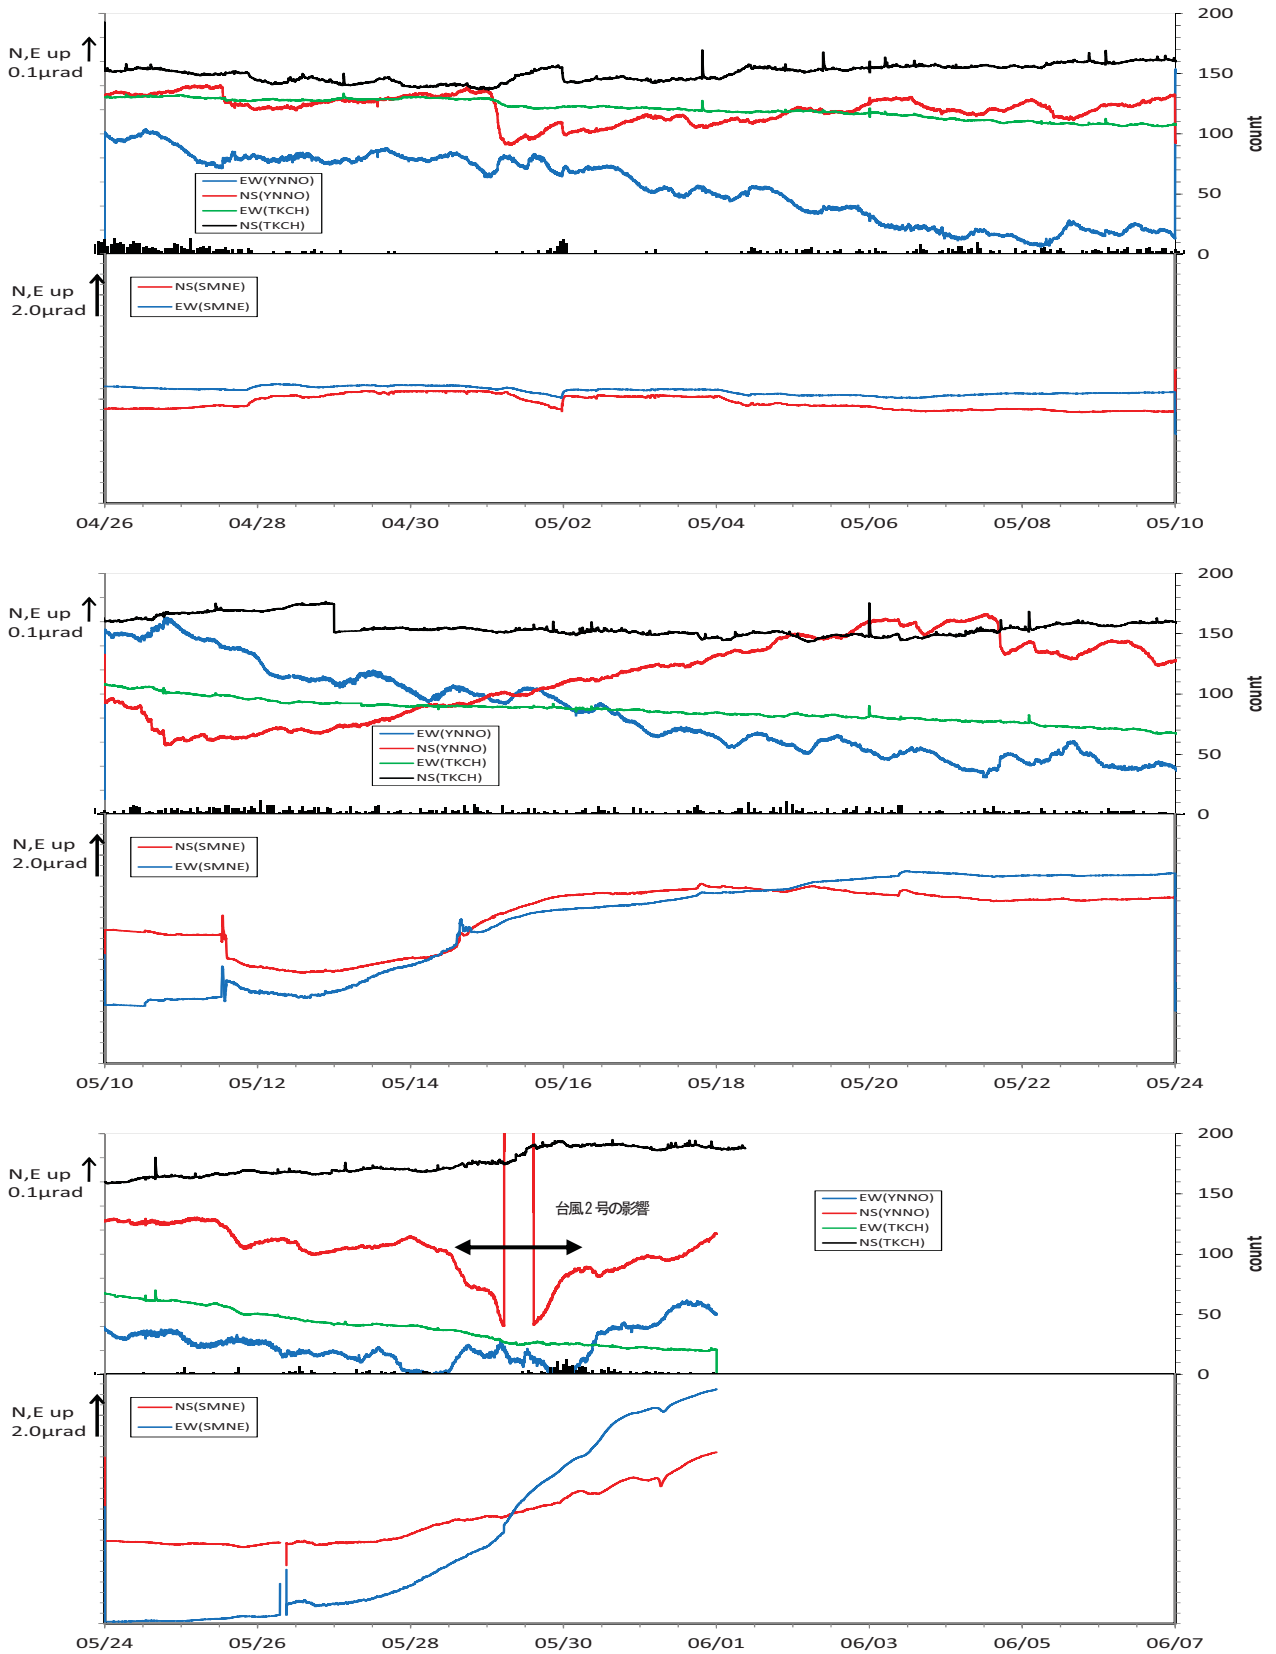 N,E up
0.1μrad
200
150
100
50
0
count
EW(YNNO)
NS(YNNO)
EW(TKCH)
NS(TKCH)
N,E up
2.0μrad
NS(SMNE)
EW(SMNE)
04/26 04/28 04/30 05/02 05/04 05/06 05/08 05/10
N,E up
0.1μrad
200
150
100
50
0
count
EW(YNNO)
NS(YNNO)
EW(TKCH)
NS(TKCH)
N,E up
2.0μrad
NS(SMNE)
EW(SMNE)
05/10 05/12 05/14 05/16 05/18 05/20 05/22 05/24
N,E up
0.1μrad
200
150
100
50
0
count
台風2号の影響
EW(YNNO)
NS(YNNO)
EW(TKCH)
NS(TKCH)
N,E up
2.0μrad
NS(SMNE)
EW(SMNE)
05/24 05/26 05/28 05/30 06/01 06/03 06/05 06/07